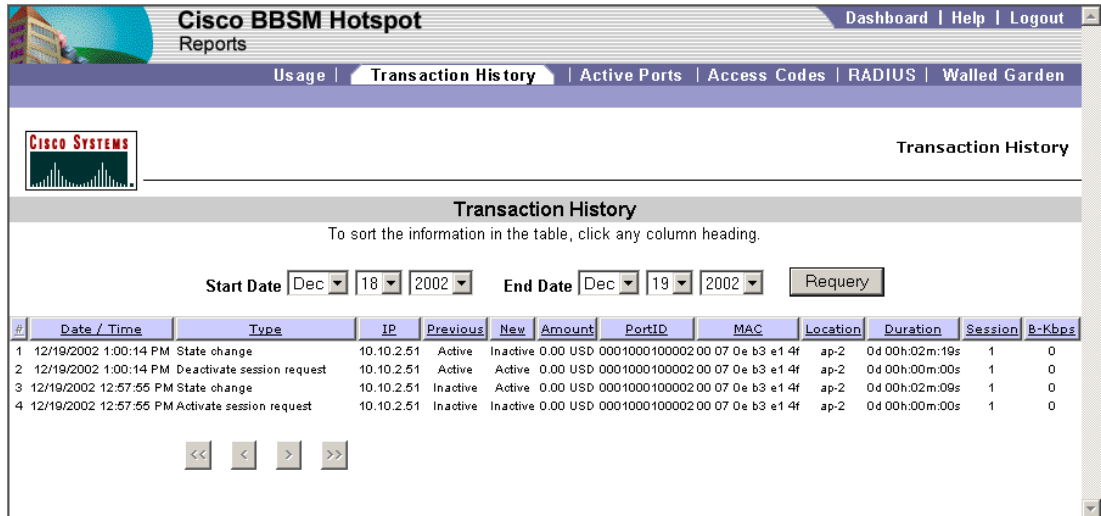 Cisco BBSM Hotspot
Reports
Dashboard | Help | Logout
Usage | Transaction History | Active Ports | Access Codes | RADIUS | Walled Garden
CISCO SYSTEMS
Transaction History
Transaction History
To sort the information in the table, click any column heading.
Start Date Dec 18 2002 End Date Dec 19 2002 Requery
# Date / Time Type IP Previous New Amount PortID MAC Location Duration Session B-Kbps
1 12/19/2002 1:00:14 PM State change 10.10.2.51 Active Inactive 0.00 USD 0001000100002 00 07 0e b3 e1 4f ap-2 0d 00h:02m:19s 1 0
2 12/19/2002 1:00:14 PM Deactivate session request 10.10.2.51 Active Active 0.00 USD 0001000100002 00 07 0e b3 e1 4f ap-2 0d 00h:00m:00s 1 0
3 12/19/2002 12:57:55 PM State change 10.10.2.51 Inactive Active 0.00 USD 0001000100002 00 07 0e b3 e1 4f ap-2 0d 00h:02m:09s 1 0
4 12/19/2002 12:57:55 PM Activate session request 10.10.2.51 Inactive Inactive 0.00 USD 0001000100002 00 07 0e b3 e1 4f ap-2 0d 00h:00m:00s 1 0
<< < > >>